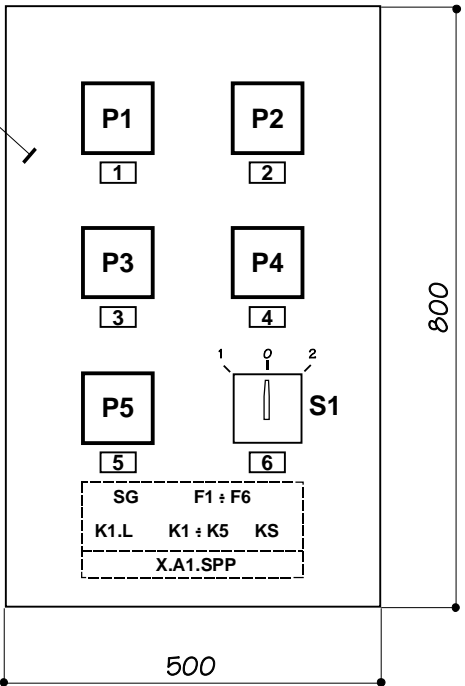 P1 P2
1 2
P3 P4
3 4
1 0 2
P5 S1
5 6
SG F1 ÷ F6
K1.L K1 ÷ K5 KS
X.A1.SPP
800
500